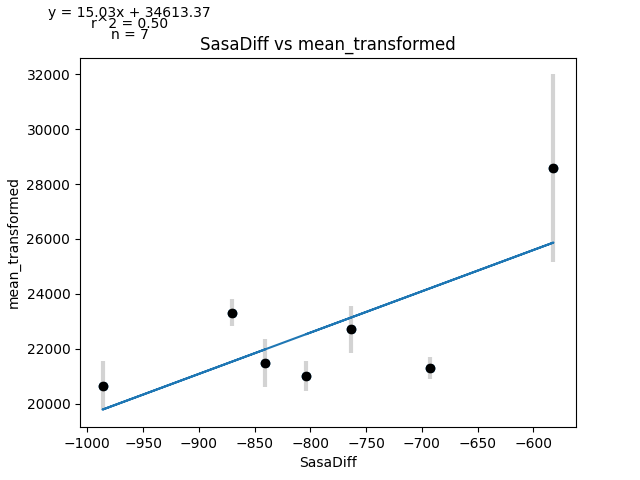 y = 15.03x + 34613.37
r^2 = 0.50
n = 7
SasaDiff vs mean_transformed
32000
30000
28000
26000
24000
22000
20000
mean_transformed
−1000 −950 −900 −850 −800 −750 −700 −650 −600
SasaDiff